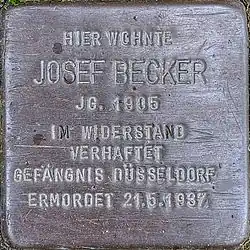 HIER WOHNTE
JOSEF BECKER
JG. 1905
IM WIDERSTAND
VERHAFTET
GEFÄNGNIS DÜSSELDORF
ERMORDET 21.5.1937